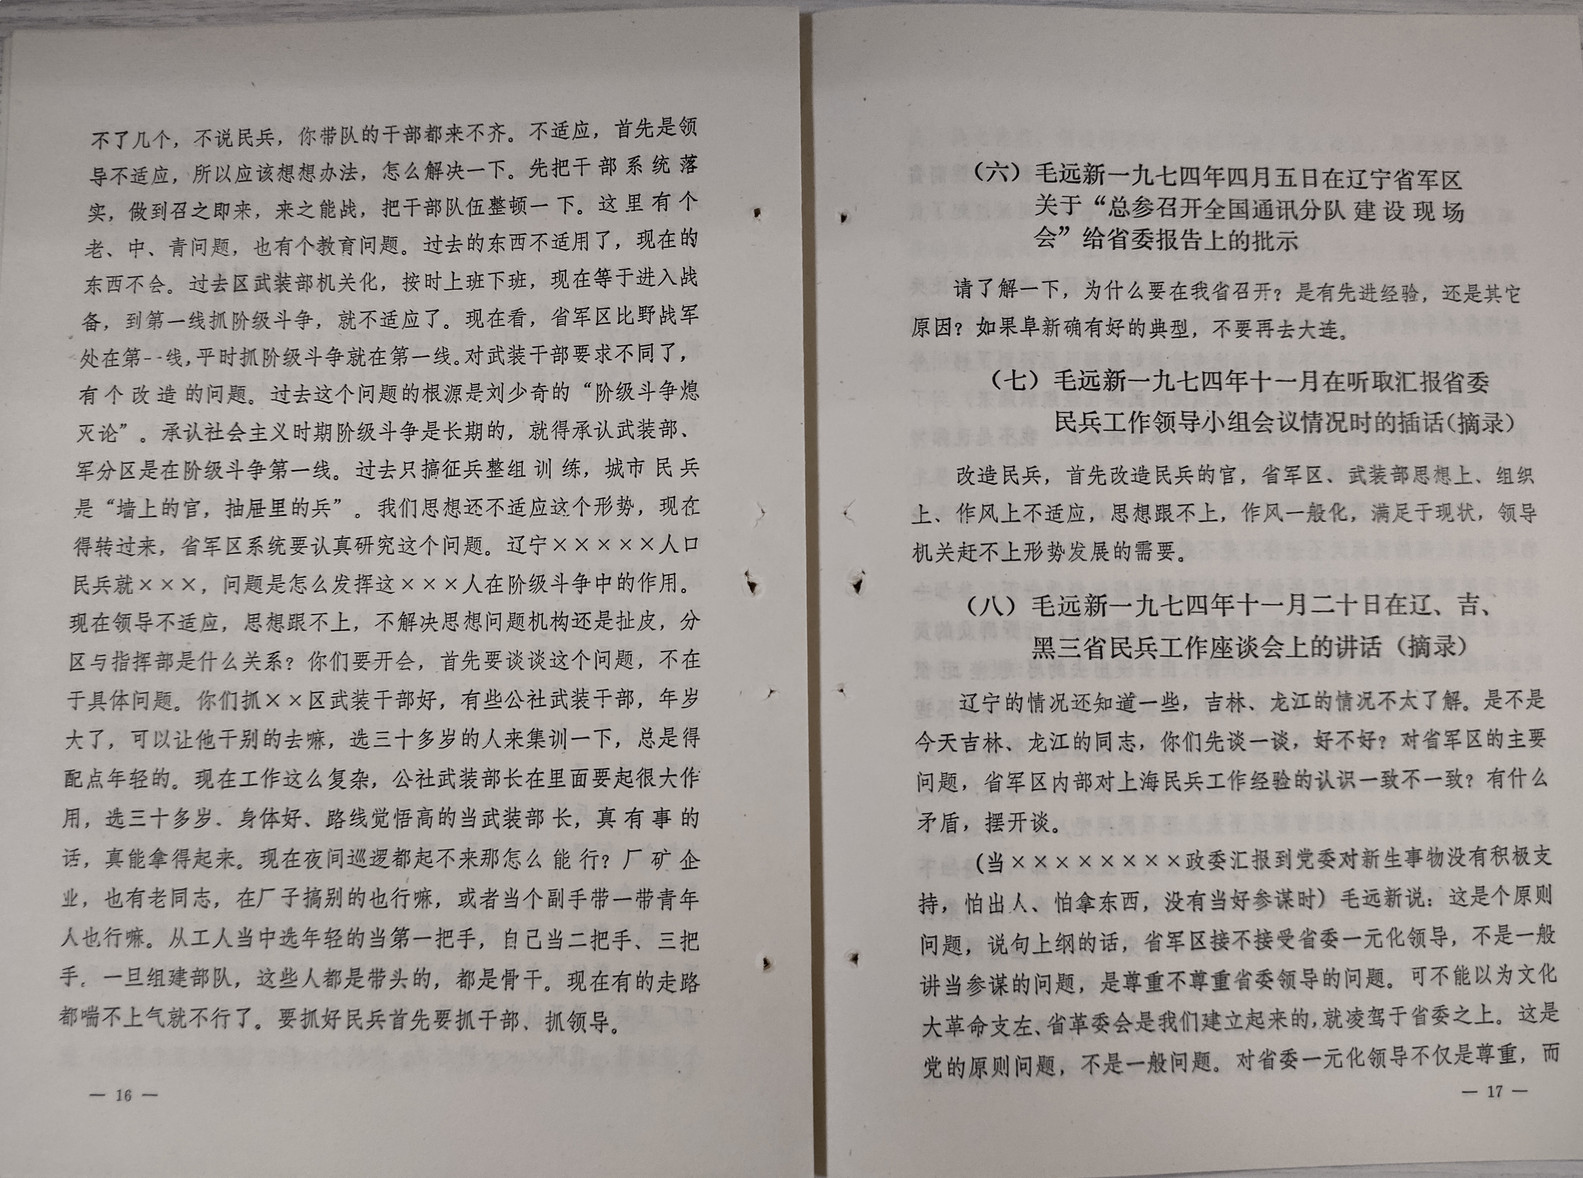 不了几个，不说民兵，你带队的干部都来不齐。不适应，首先是领
导不适应，所以应该想想办法，怎么解决一下。先把干部系统落
实，做到召之即来，来之能战，把干部队伍整顿一下。这里有个
老、中、青问题，也有个教育问题。过去的东西不适用了，现在的
东西不会。过去区武装部机关化，按时上班下班，现在等于进入战
备，到第一线抓阶级斗争，就不适应了。现在看，省军区比野战军
处在第一线，平时抓阶级斗争就在第一线。对武装干部要求不同了，
有个改造的问题。过去这个问题的根源是刘少奇的“阶级斗争熄
灭论”。承认社会主义时期阶级斗争是长期的，就得承认武装部、
军分区是在阶级斗争第一线。过去只搞征兵整组训练，城市民兵
是“墙上的官，抽屉里的兵”。我们思想还不适应这个形势，现在
得转过来，省军区系统要认真研究这个问题。辽宁×××××人口
民兵就×××，问题是怎么发挥这×××人在阶级斗争中的作用。
现在领导不适应，思想跟不上，不解决思想问题机构还是扯皮，分
区与指挥部是什么关系？你们要开会，首先要谈谈这个问题，不在
于具体问题。你们抓××区武装干部好，有些公社武装干部，年岁
大了，可以让他干别的去嘛，选三十多岁的人来集训一下，总是得
配点年轻的。现在工作这么复杂，公社武装部长在里面要起很大作
用，选三十多岁、身体好、路线觉悟高的当武装部长，真有事的
话，真能拿得起来。现在夜间巡逻都起不来那怎么能行？厂矿企
业，也有老同志，在厂子搞别的也行嘛，或者当个副手带一带青年
人也行嘛。从工人当中选年轻的当第一把手，自己当二把手、三把
手。一旦组建部队，这些人都是带头的，都是骨干。现在有的走路
都喘不上气就不行了。要抓好民兵首先要抓干部、抓领导。
— 16 —
（六）毛远新一九七四年四月五日在辽宁省军区
关于“总参召开全国通讯分队建设现场
会”给省委报告上的批示
请了解一下，为什么要在我省召开？是有先进经验，还是其它
原因？如果阜新确有好的典型，不要再去大连。
（七）毛远新一九七四年十一月在听取汇报省委
民兵工作领导小组会议情况时的插话（摘录）
改造民兵，首先改造民兵的官，省军区、武装部思想上、组织
上、作风上不适应，思想跟不上，作风一般化，满足于现状，领导
机关赶不上形势发展的需要。
（八）毛远新一九七四年十一月二十日在辽、吉、
黑三省民兵工作座谈会上的讲话（摘录）
辽宁的情况还知道一些，吉林、龙江的情况不太了解。是不是
今天吉林、龙江的同志，你们先谈一谈，好不好？对省军区的主要
问题，省军区内部对上海民兵工作经验的认识一致不一致？有什么
矛盾，摆开谈。
（当××××××××政委汇报到党委对新生事物没有积极支
持，怕出人、怕拿东西，没有当好参谋时）毛远新说：这是个原则
问题，说句上纲的话，省军区接不接受省委一元化领导，不是一般
讲当参谋的问题，是尊重不尊重省委领导的问题。可不能以为文化
大革命支左、省革委会是我们建立起来的，就凌驾于省委之上。这是
党的原则问题，不是一般问题。对省委一元化领导不仅是尊重，而
— 17 —